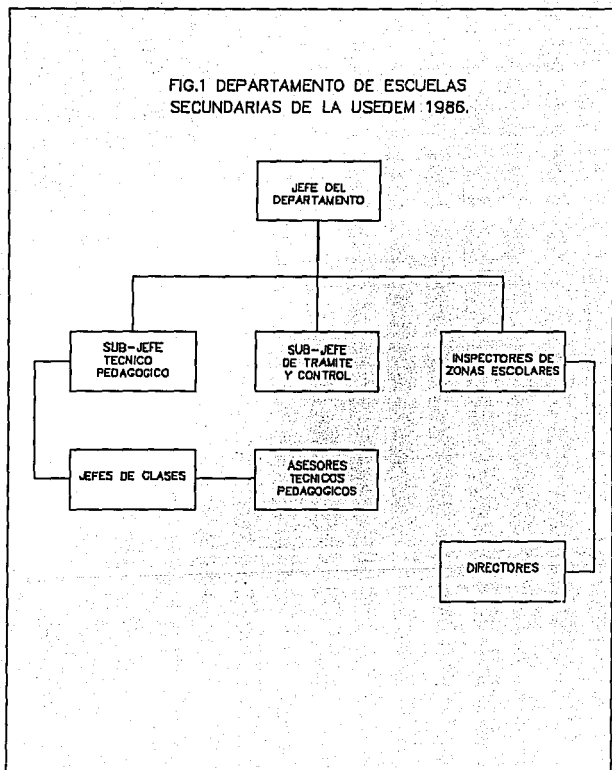 FIG.1 DEPARTAMENTO DE ESCUELAS
SECUNDARIAS DE LA USEDEM 1986.
JEFE DEL
DEPARTAMENTO
SUB-JEFE
TECNICO
PEDAGOGICO
SUB-JEFE
DE TRAMITE
Y CONTROL
INSPECTORES DE
ZONAS ESCOLARES
JEFES DE CLASES
ASESORES
TECNICOS
PEDAGOGICOS
DIRECTORES